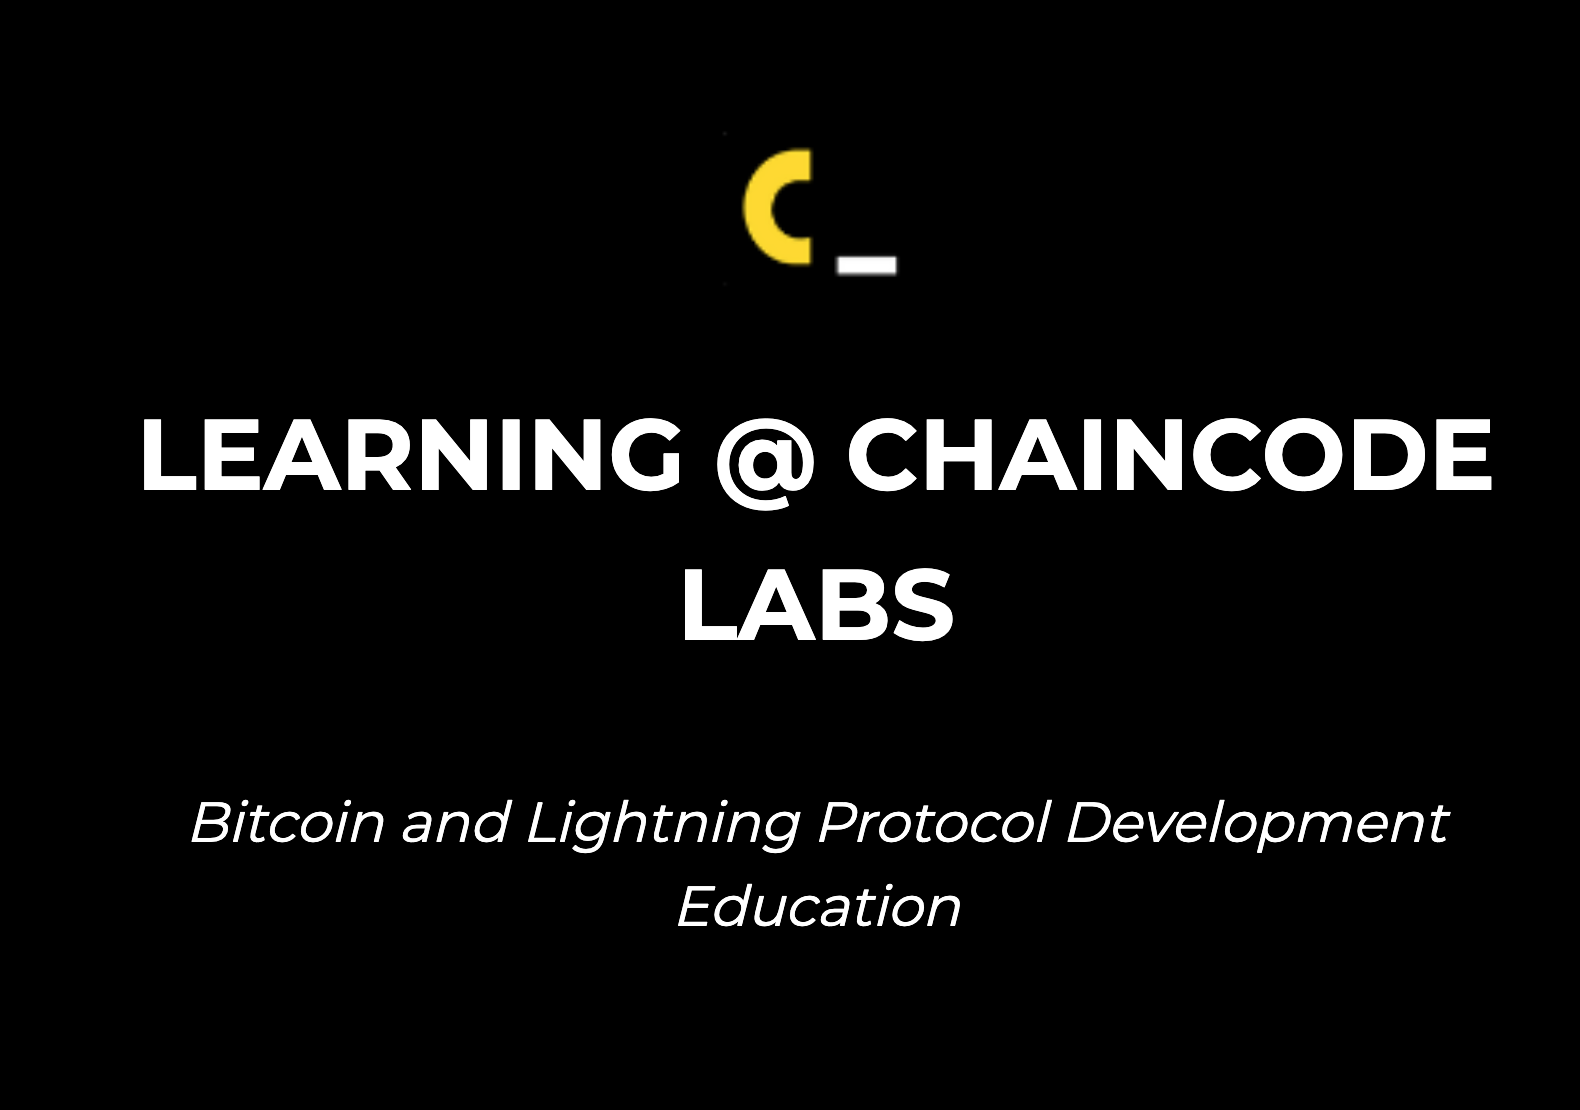 C_
LEARNING @ CHAINCODE
LABS
Bitcoin and Lightning Protocol Development
Education